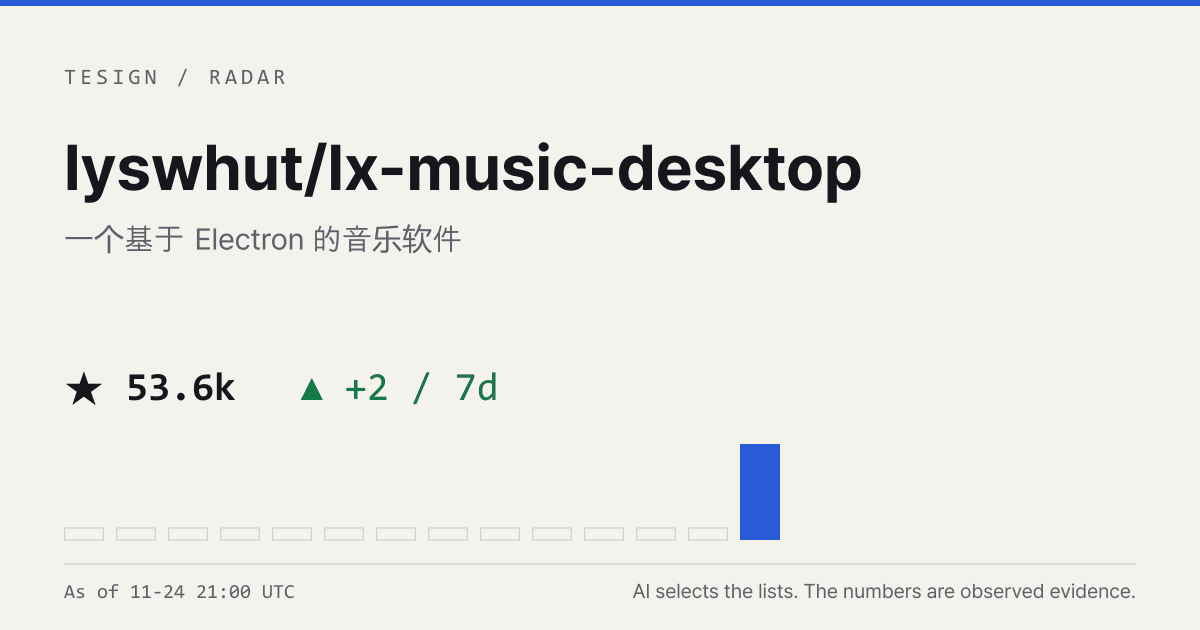 TESIGN / RADAR
lyswhut/lx-music-desktop
一个基于 Electron 的音乐软件
★ 53.6k ▲ +2 / 7d
As of 11-24 21:00 UTC
AI selects the lists. The numbers are observed evidence.